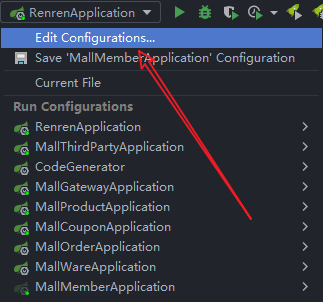 RenrenApplication
Edit Configurations...
Save 'MallMemberApplication' Configuration
Current File
Run Configurations
RenrenApplication
MallThirdPartyApplication
CodeGenerator
MallGatewayApplication
MallProductApplication
MallCouponApplication
MallOrderApplication
MallWareApplication
MallMemberApplication